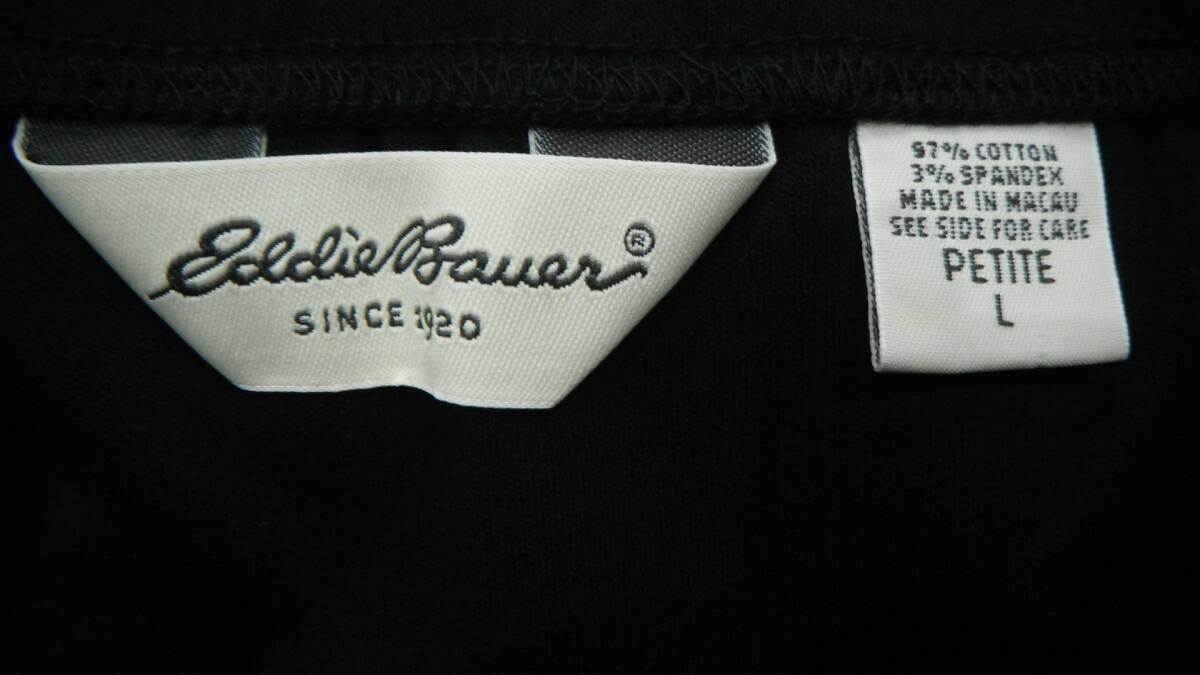 Eddie Bauer®
SINCE 1920
97% COTTON
3% SPANDEX
MADE IN MACAU
SEE SIDE FOR CARE
PETITE
L